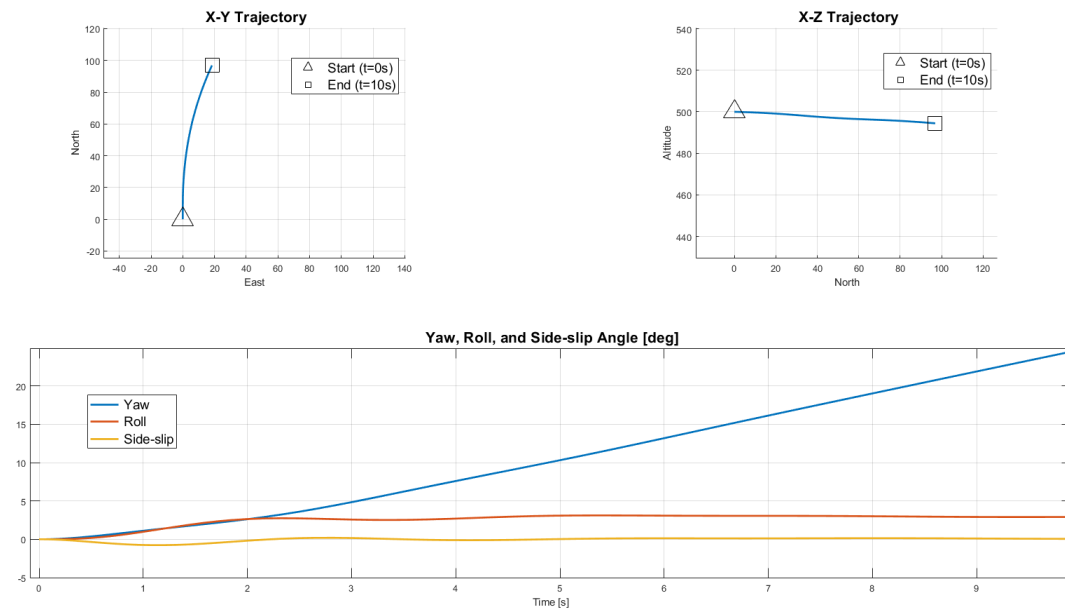 X-Y Trajectory
120
100
80
60
40
20
0
-20
North
Start (t=0s)
End (t=10s)
-40 -20 0 20 40 60 80 100 120 140
East
X-Z Trajectory
540
520
500
480
460
440
Altitude
Start (t=0s)
End (t=10s)
0 20 40 60 80 100 120
North
Yaw, Roll, and Side-slip Angle [deg]
20
15
10
5
0
-5
Yaw
Roll
Side-slip
0 1 2 3 4 5 6 7 8 9
Time [s]